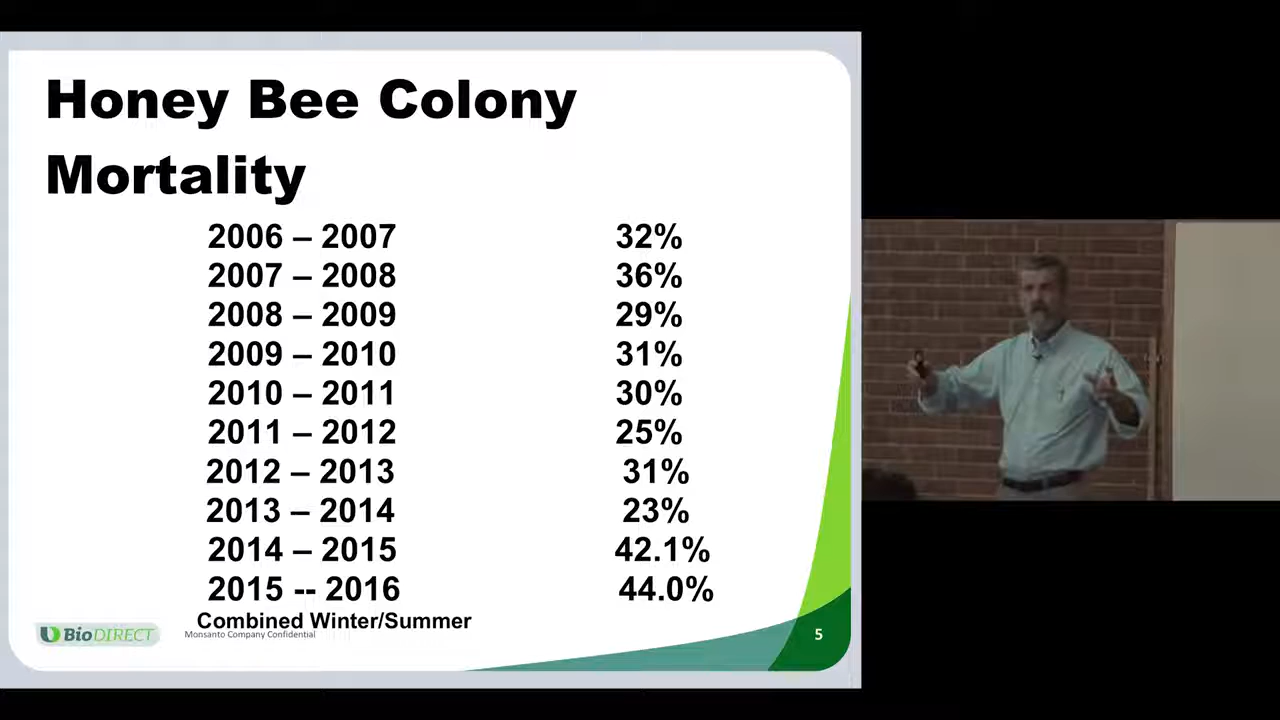 Honey Bee Colony
Mortality
2006 – 2007 32%
2007 – 2008 36%
2008 – 2009 29%
2009 – 2010 31%
2010 – 2011 30%
2011 – 2012 25%
2012 – 2013 31%
2013 – 2014 23%
2014 – 2015 42.1%
2015 -- 2016 44.0%
Combined Winter/Summer
BioDIRECT Monsanto Company Confidential 5